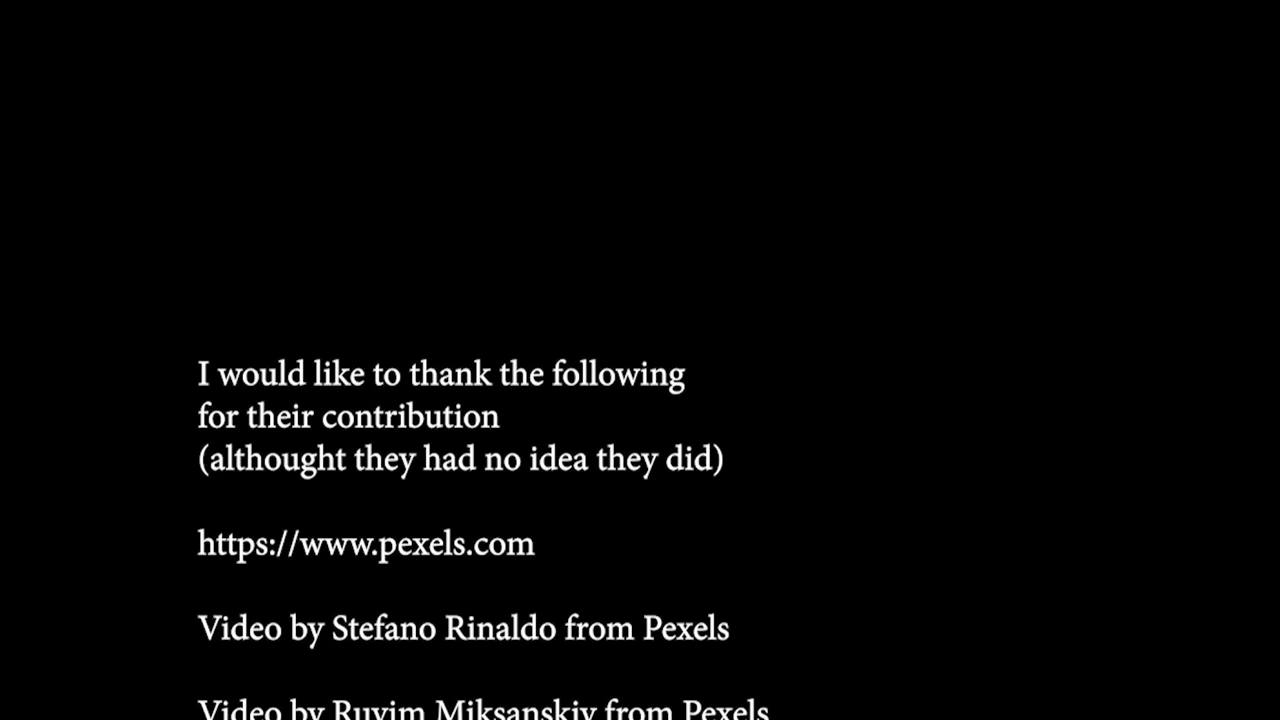 I would like to thank the following
for their contribution
(althought they had no idea they did)
https://www.pexels.com
Video by Stefano Rinaldo from Pexels
Video by Ruvim Miksanskiy from Pexels